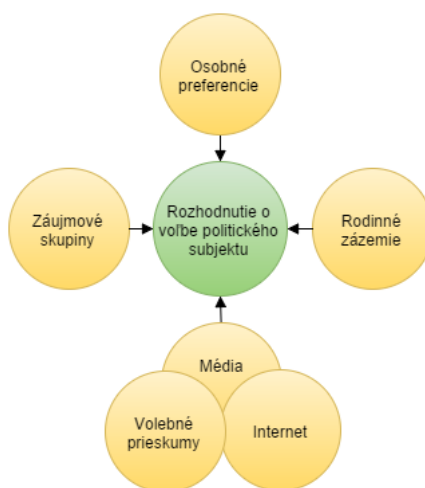 Osobné
preferencie
Záujmové
skupiny
Rozhodnutie o
voľbe politického
subjektu
Rodinné
zázemie
Média
Volebné
prieskumy
Internet